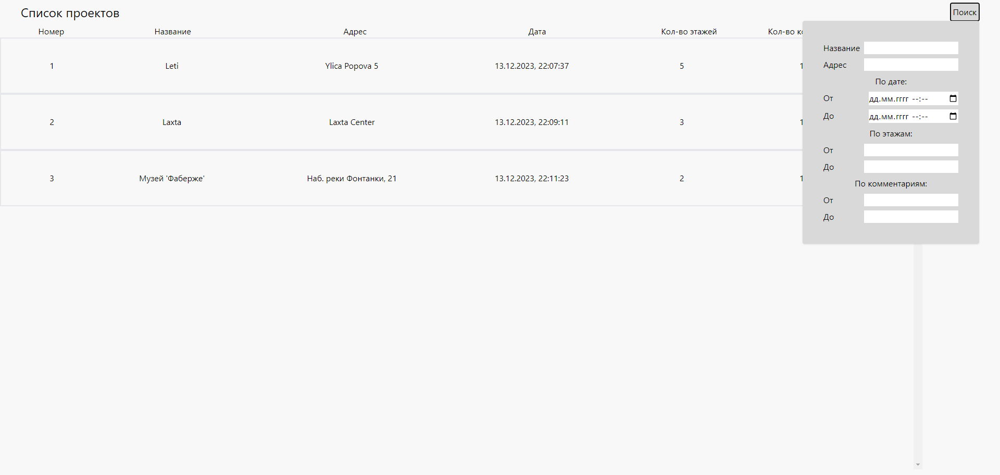 Список проектов
Поиск
Номер Название Адрес Дата Кол-во этажей Кол-во
1 Leti Ylica Popova 5 13.12.2023, 22:07:37 5 1
2 Laxta Laxta Center 13.12.2023, 22:09:11 3 1
3 Музей 'Фаберже' Наб. реки Фонтанки, 21 13.12.2023, 22:11:23 2 1
Название
Адрес
По дате:
От дд.мм.гггг --:--
До дд.мм.гггг --:--
По этажам:
От
До
По комментариям:
От
До